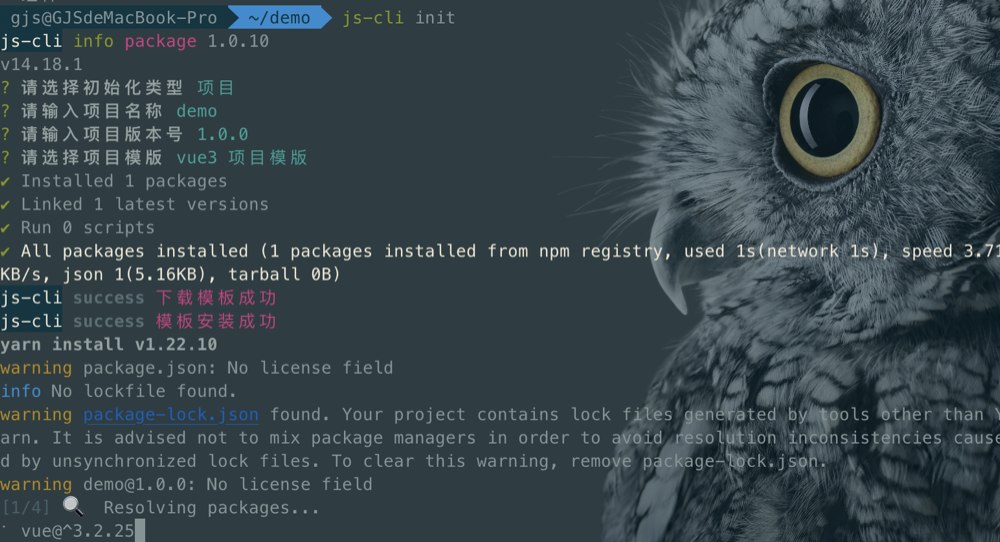 gjs@GJSdeMacBook-Pro ~/demo js-cli init
js-cli info package 1.0.10
v14.18.1
? 请选择初始化类型 项目
? 请输入项目名称 demo
? 请输入项目版本号 1.0.0
? 请选择项目模版 vue3 项目模版
✔ Installed 1 packages
✔ Linked 1 latest versions
✔ Run 0 scripts
✔ All packages installed (1 packages installed from npm registry, used 1s(network 1s), speed 3.71
KB/s, json 1(5.16KB), tarball 0B)
js-cli success 下载模板成功
js-cli success 模板安装成功
yarn install v1.22.10
warning package.json: No license field
info No lockfile found.
warning package-lock.json found. Your project contains lock files generated by tools other than Y
arn. It is advised not to mix package managers in order to avoid resolution inconsistencies cause
d by unsynchronized lock files. To clear this warning, remove package-lock.json.
warning demo@1.0.0: No license field
[1/4] 🔍 Resolving packages...
⠁ vue@^3.2.25